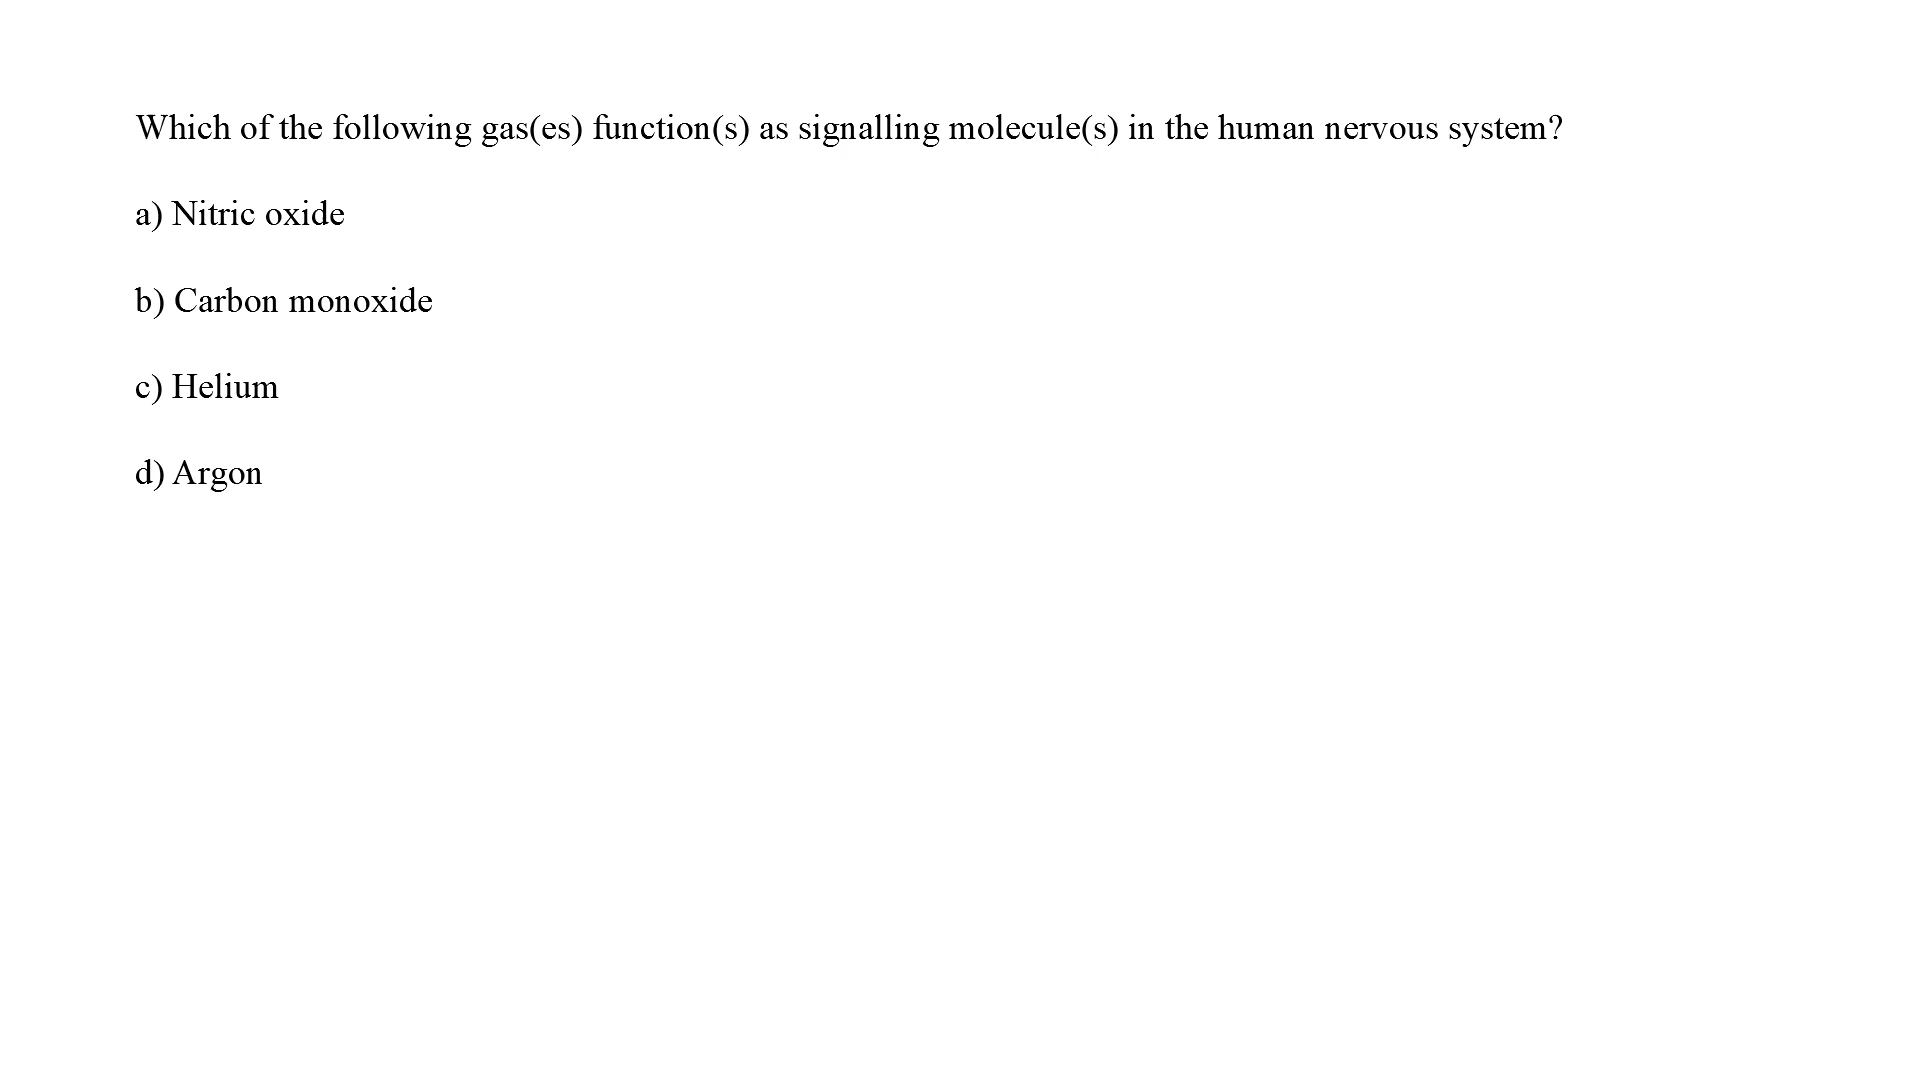 Which of the following gas(es) function(s) as signalling molecule(s) in the human nervous system?
a) Nitric oxide
b) Carbon monoxide
c) Helium
d) Argon